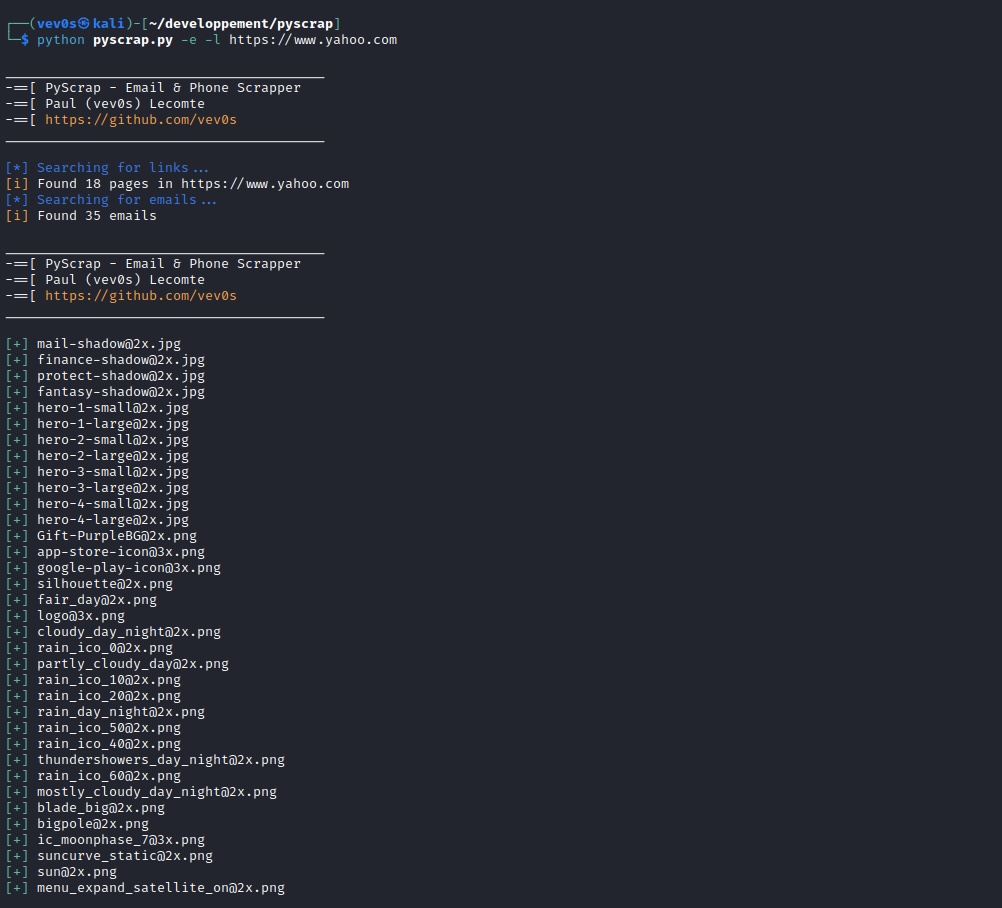 ┌──(vev0s㉿kali)-[~/developpement/pyscrap]
└─$ python pyscrap.py -e -l https://www.yahoo.com
________________________________________
-==[ PyScrap - Email & Phone Scrapper
-==[ Paul (vev0s) Lecomte
-==[ https://github.com/vev0s
________________________________________
[*] Searching for links...
[i] Found 18 pages in https://www.yahoo.com
[*] Searching for emails...
[i] Found 35 emails
________________________________________
-==[ PyScrap - Email & Phone Scrapper
-==[ Paul (vev0s) Lecomte
-==[ https://github.com/vev0s
________________________________________
[+] mail-shadow@2x.jpg
[+] finance-shadow@2x.jpg
[+] protect-shadow@2x.jpg
[+] fantasy-shadow@2x.jpg
[+] hero-1-small@2x.jpg
[+] hero-1-large@2x.jpg
[+] hero-2-small@2x.jpg
[+] hero-2-large@2x.jpg
[+] hero-3-small@2x.jpg
[+] hero-3-large@2x.jpg
[+] hero-4-small@2x.jpg
[+] hero-4-large@2x.jpg
[+] Gift-PurpleBG@2x.png
[+] app-store-icon@3x.png
[+] google-play-icon@3x.png
[+] silhouette@2x.png
[+] fair_day@2x.png
[+] logo@3x.png
[+] cloudy_day_night@2x.png
[+] rain_ico_0@2x.png
[+] partly_cloudy_day@2x.png
[+] rain_ico_10@2x.png
[+] rain_ico_20@2x.png
[+] rain_day_night@2x.png
[+] rain_ico_50@2x.png
[+] rain_ico_40@2x.png
[+] thundershowers_day_night@2x.png
[+] rain_ico_60@2x.png
[+] mostly_cloudy_day_night@2x.png
[+] blade_big@2x.png
[+] bigpole@2x.png
[+] ic_moonphase_7@3x.png
[+] suncurve_static@2x.png
[+] sun@2x.png
[+] menu_expand_satellite_on@2x.png